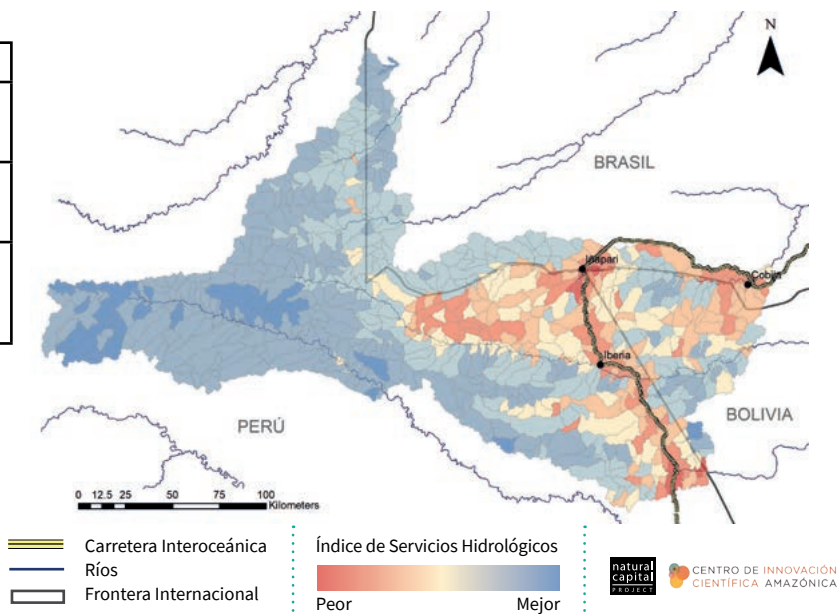 N
BRASIL
Iñapari
Cobija
Iberia
BOLIVIA
PERÚ
0 12.5 25 50 75 100
Kilometers
Carretera Interoceánica
Ríos
Frontera Internacional
Índice de Servicios Hidrológicos
Peor Mejor
natural
capital
PROJECT
CENTRO DE INNOVACIÓN
CIENTÍFICA AMAZÓNICA